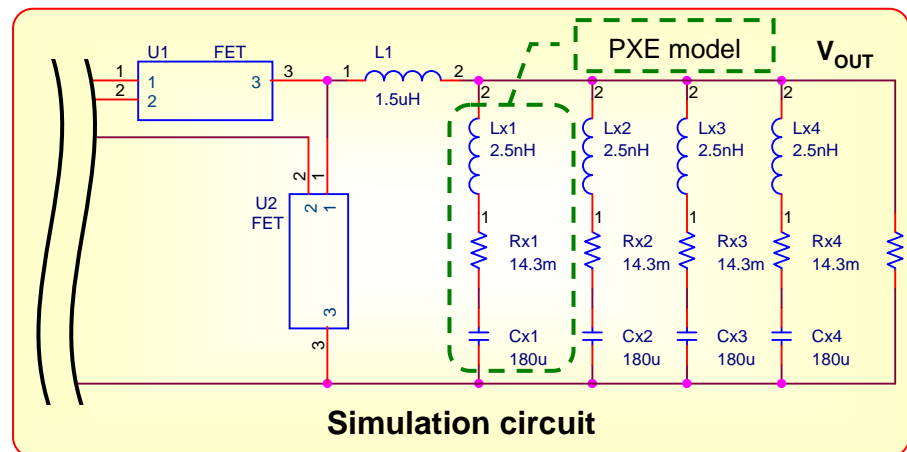 U1 FET
1 1
2 2
3 3
L1
1 2
1.5uH
PXE model
VOUT
2 1
2 1
U2
FET
3
3
2 2 2 2
Lx1 Lx2 Lx3 Lx4
2.5nH 2.5nH 2.5nH 2.5nH
1 1 1 1
Rx1 Rx2 Rx3 Rx4
14.3m 14.3m 14.3m 14.3m
Cx1 Cx2 Cx3 Cx4
180u 180u 180u 180u
Simulation circuit